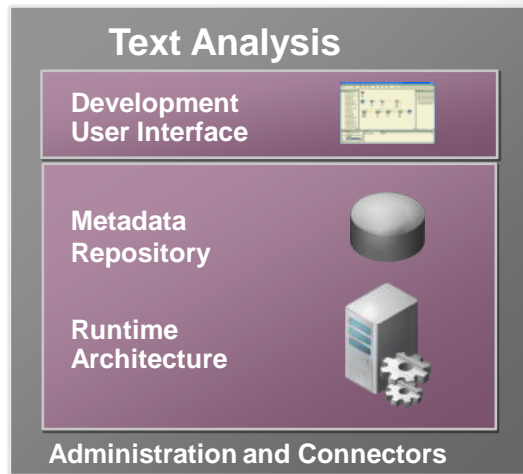 Text Analysis
Development
User Interface
Metadata
Repository
Runtime
Architecture
Administration and Connectors